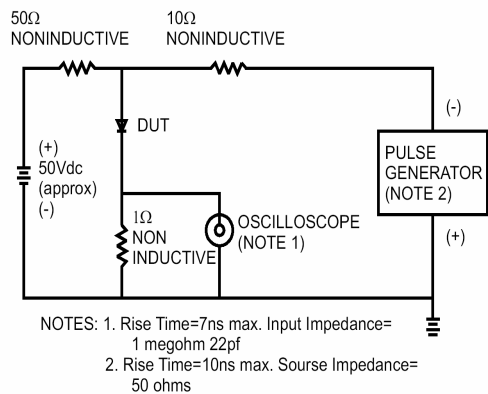 50Ω
NONINDUCTIVE
10Ω
NONINDUCTIVE
(+)
50Vdc
(approx)
(-)
DUT
1Ω
NON
INDUCTIVE
OSCILLOSCOPE
(NOTE 1)
(-)
PULSE
GENERATOR
(NOTE 2)
(+)
NOTES: 1. Rise Time=7ns max. Input Impedance=
1 megohm 22pf
2. Rise Time=10ns max. Sourse Impedance=
50 ohms